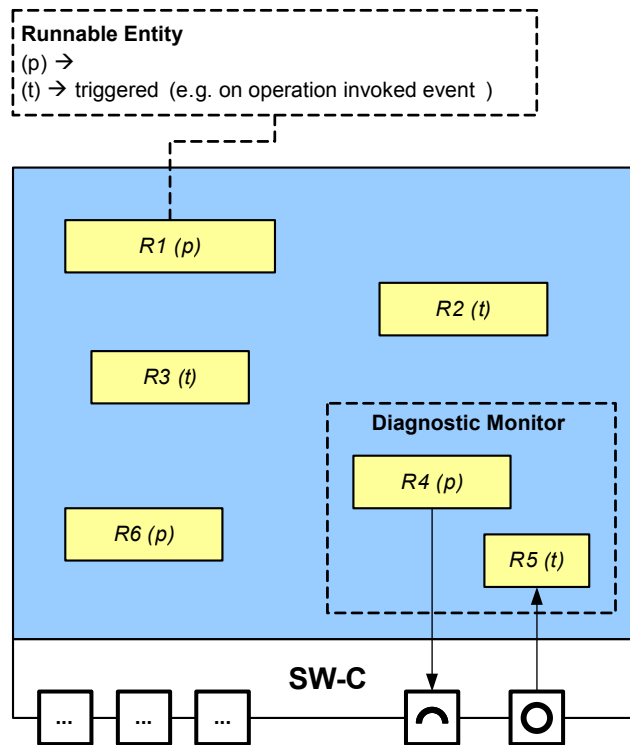 Runnable Entity
(p) →
(t) → triggered (e.g. on operation invoked event )
R1 (p)
R2 (t)
R3 (t)
Diagnostic Monitor
R4 (p)
R6 (p)
R5 (t)
SW-C
...
...
...